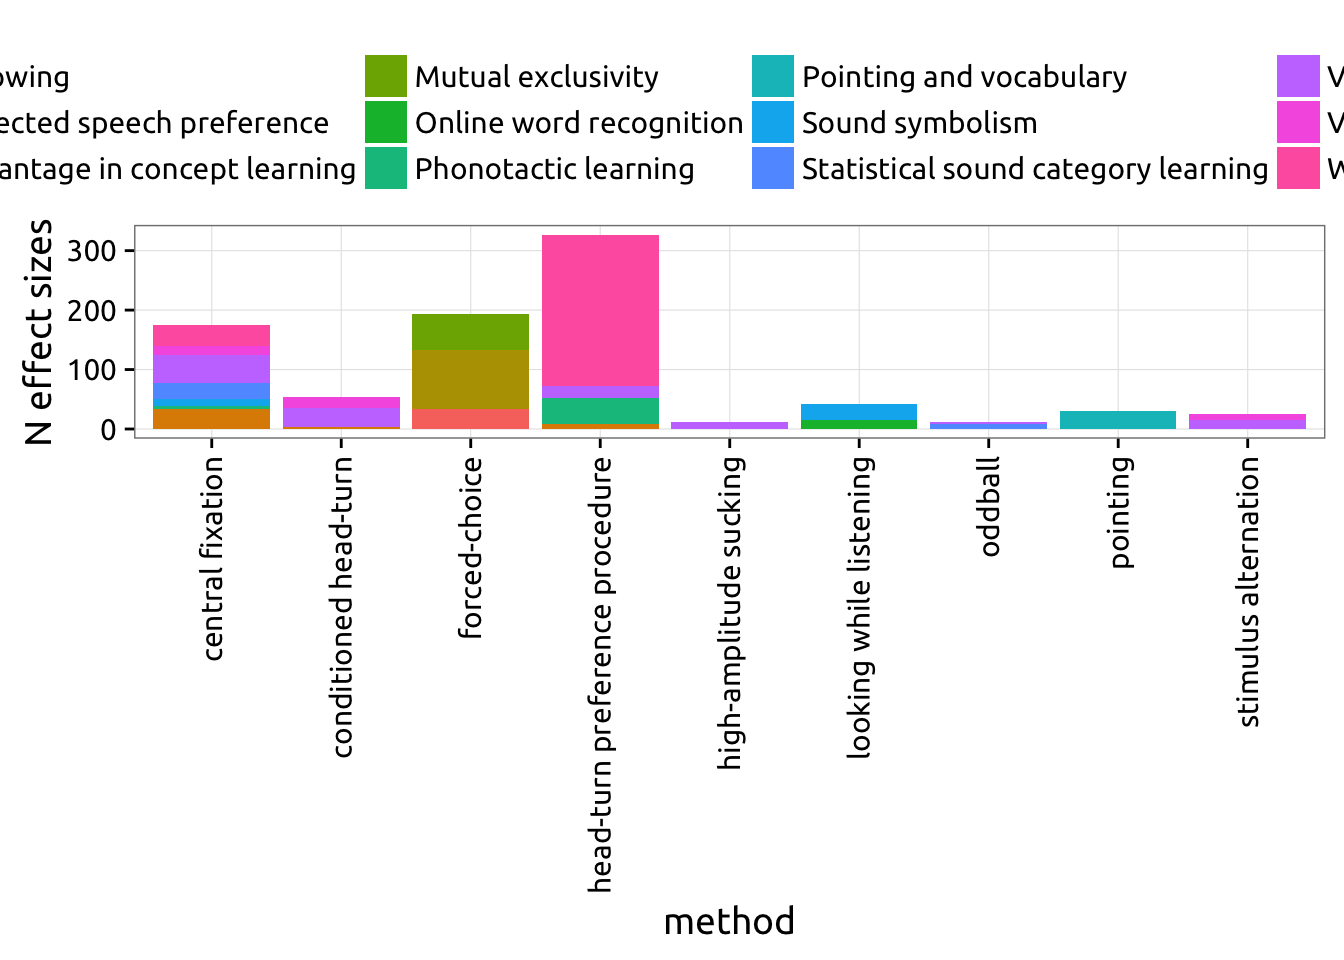 owing Mutual exclusivity Pointing and vocabulary V
ected speech preference Online word recognition Sound symbolism V
antage in concept learning Phonotactic learning Statistical sound category learning W
N effect sizes
300
200
100
0
central fixation
conditioned head-turn
forced-choice
head-turn preference procedure
high-amplitude sucking
looking while listening
oddball
pointing
stimulus alternation
method